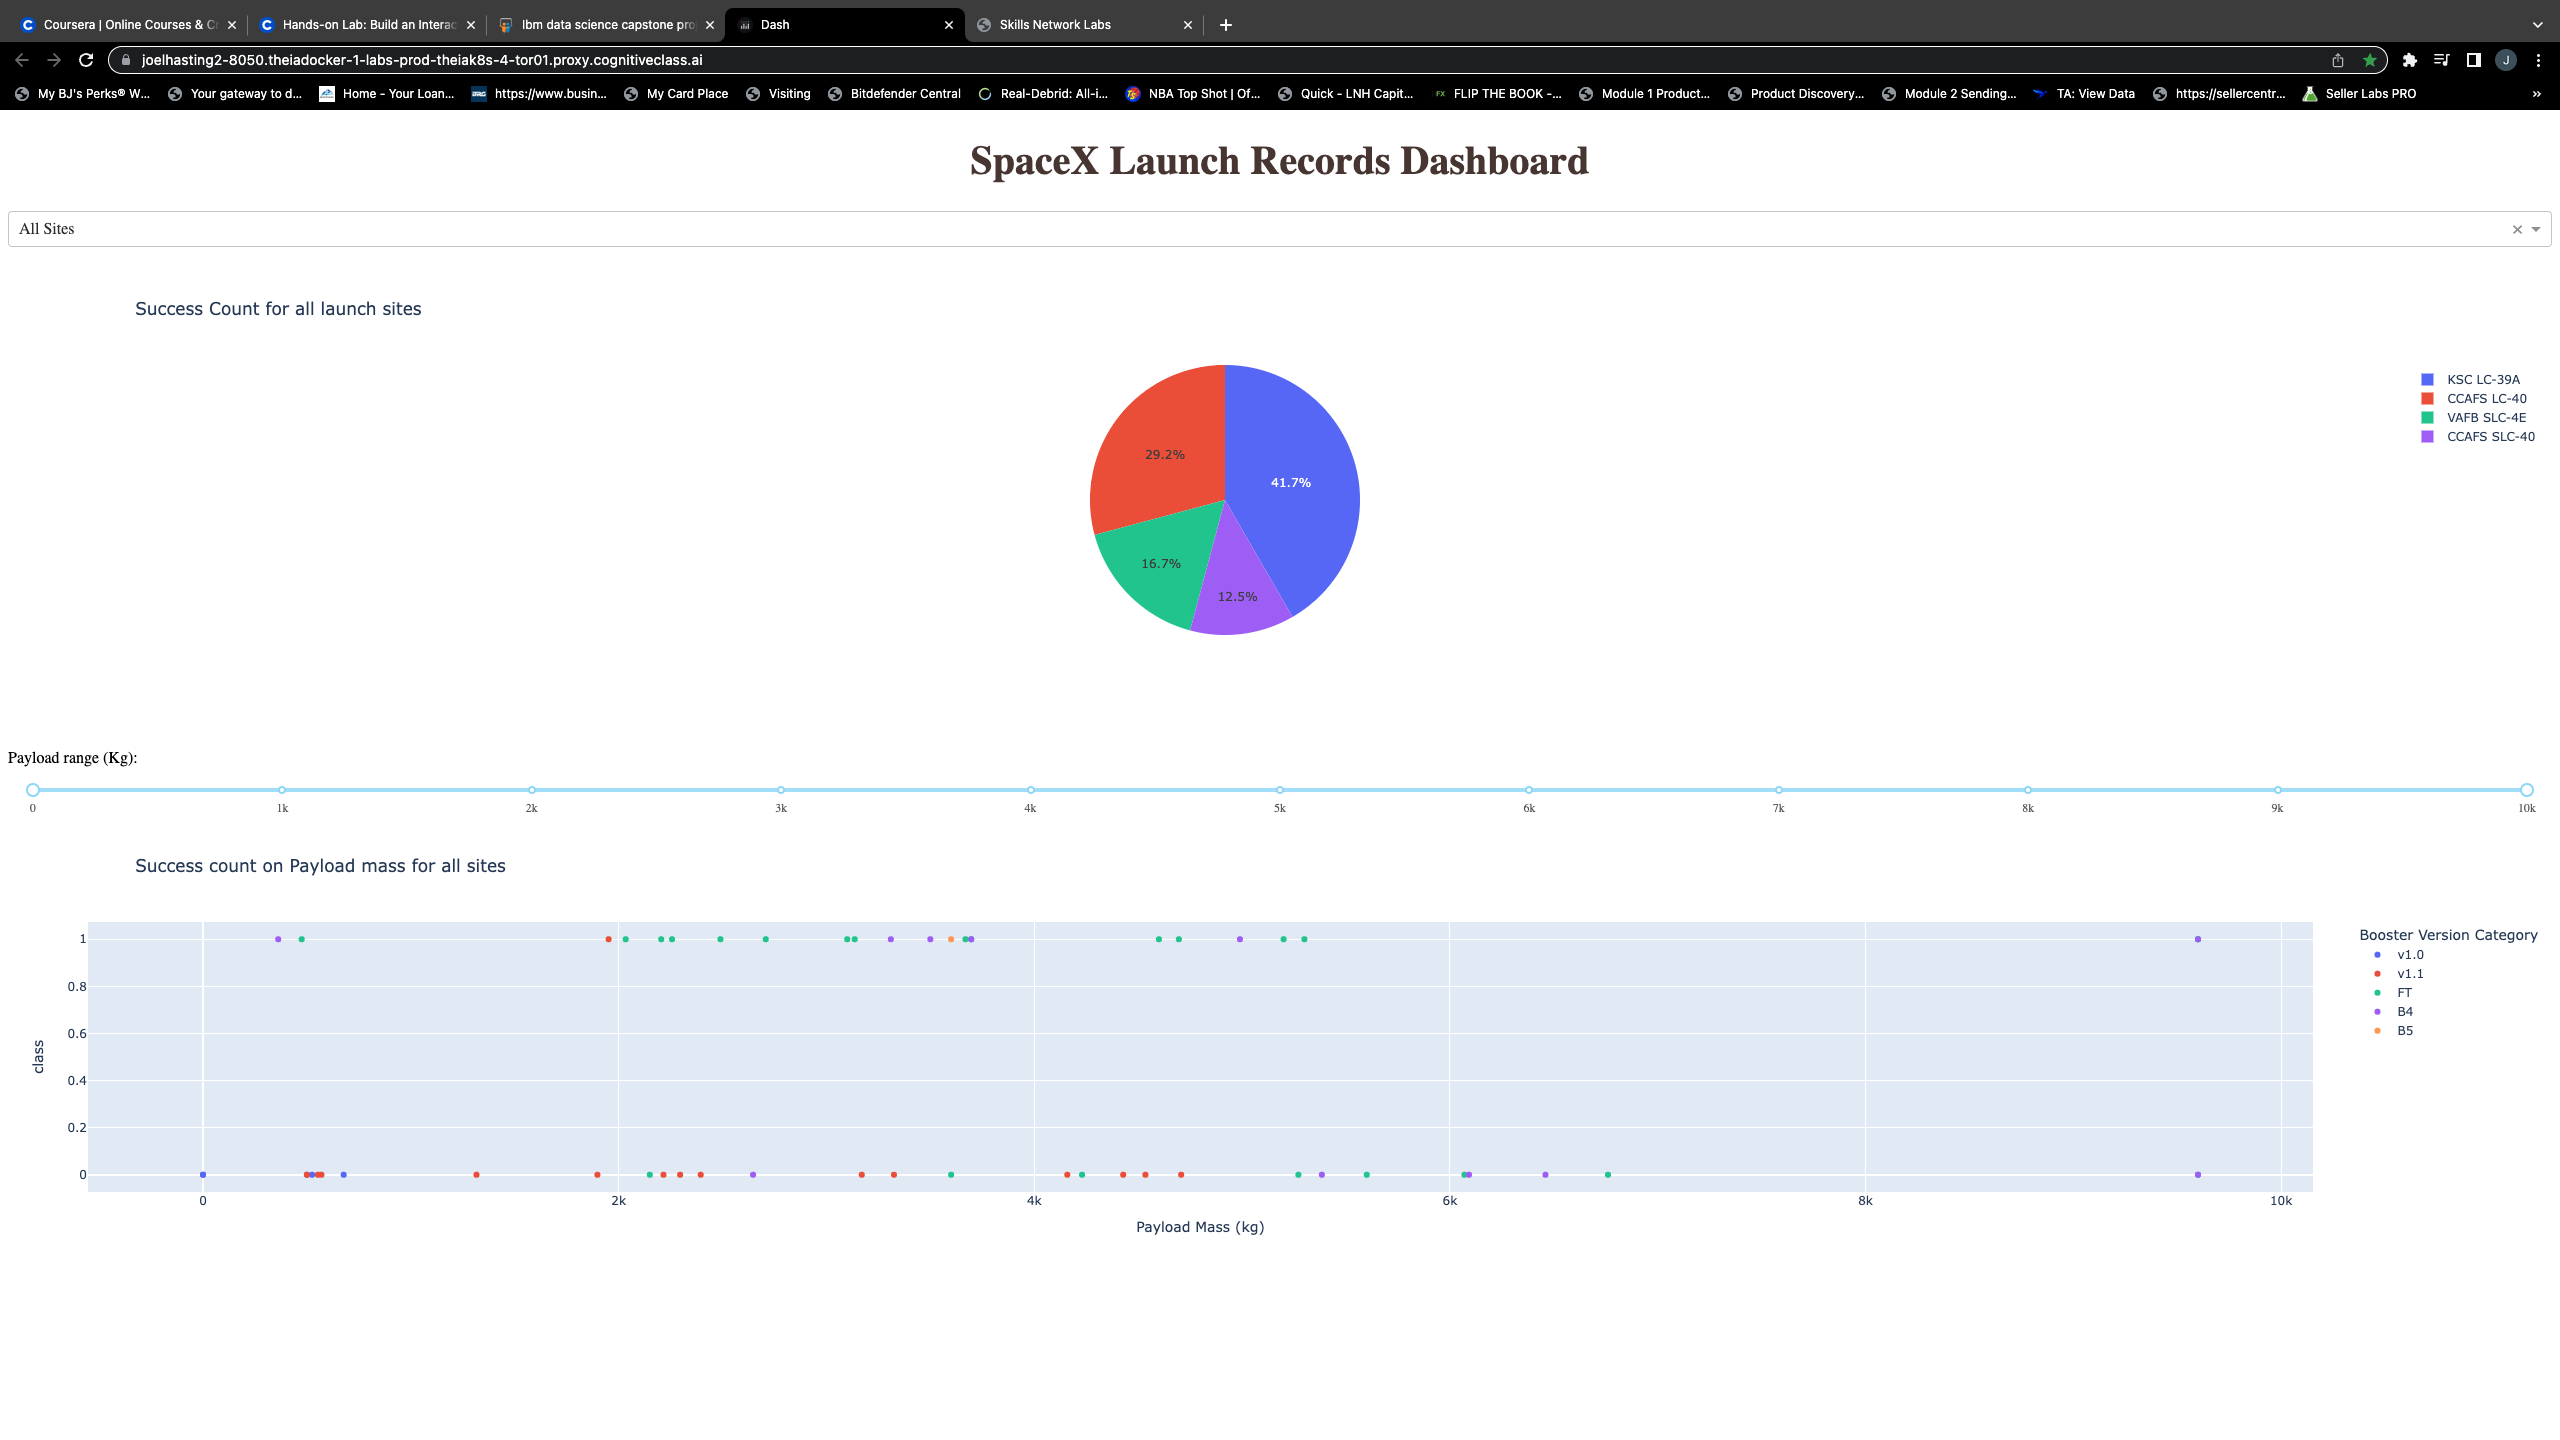 Coursera | Online Courses & Cr
Hands-on Lab: Build an Interac
Ibm data science capstone pro
Dash
Skills Network Labs
joelhasting2-8050.theiadocker-1-labs-prod-theiak8s-4-tor01.proxy.cognitiveclass.ai
J
My BJ's Perks® W... Your gateway to d... Home - Your Loan... https://www.busin... My Card Place Visiting Bitdefender Central Real-Debrid: All-i... NBA Top Shot | Of... Quick - LNH Capit... FX FLIP THE BOOK -... Module 1 Product... Product Discovery... Module 2 Sending... TA: View Data https://sellercentr... Seller Labs PRO »
SpaceX Launch Records Dashboard
All Sites
Success Count for all launch sites
KSC LC-39A
CCAFS LC-40
VAFB SLC-4E
CCAFS SLC-40
29.2%
41.7%
16.7%
12.5%
Payload range (Kg):
0 1k 2k 3k 4k 5k 6k 7k 8k 9k 10k
Success count on Payload mass for all sites
Booster Version Category
v1.0
v1.1
FT
B4
B5
class
1
0.8
0.6
0.4
0.2
0
0 2k 4k 6k 8k 10k
Payload Mass (kg)